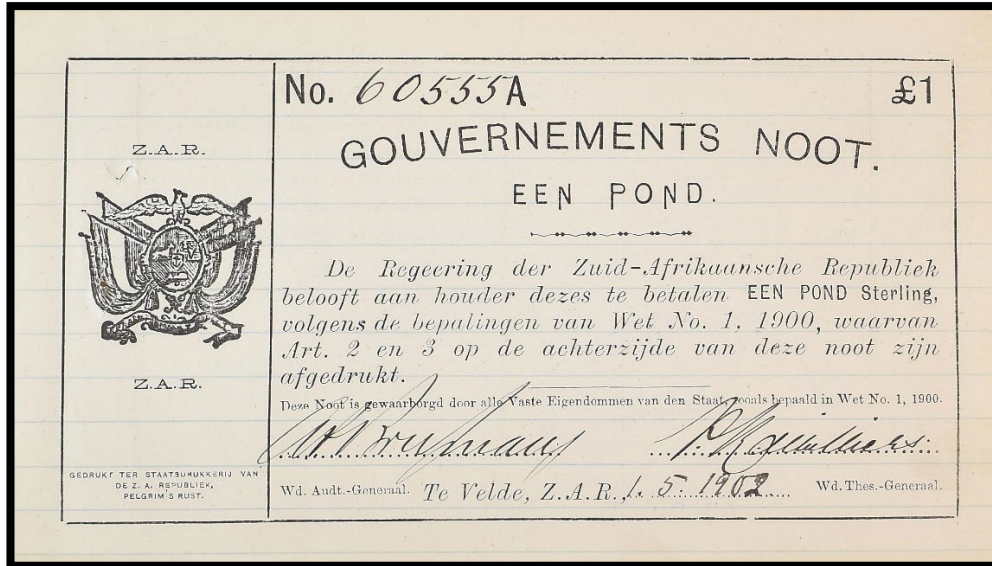 No. 60555A
£1
GOUVERNEMENTS NOOT.
EEN POND.
De Regeering der Zuid-Afrikaansche Republiek
belooft aan houder dezes te betalen EEN POND Sterling,
volgens de bepalingen van Wet No. 1, 1900, waarvan
Art. 2 en 3 op de achterzijde van deze noot zijn
afgedrukt.
Deze Noot is gewaarborgd door alle Vaste Eigendommen van den Staat, zooals bepaald in Wet No. 1, 1900.
Wd. Audt.-Generaal. Te Velde, Z.A.R., 1. 5. 1902 Wd. Thes.-Generaal.
Z.A.R.
Z.A.R.
GEDRUKT TER STAATSDRUKKERIJ VAN
DE Z. A. REPUBLIEK,
PELGRIM'S RUST.